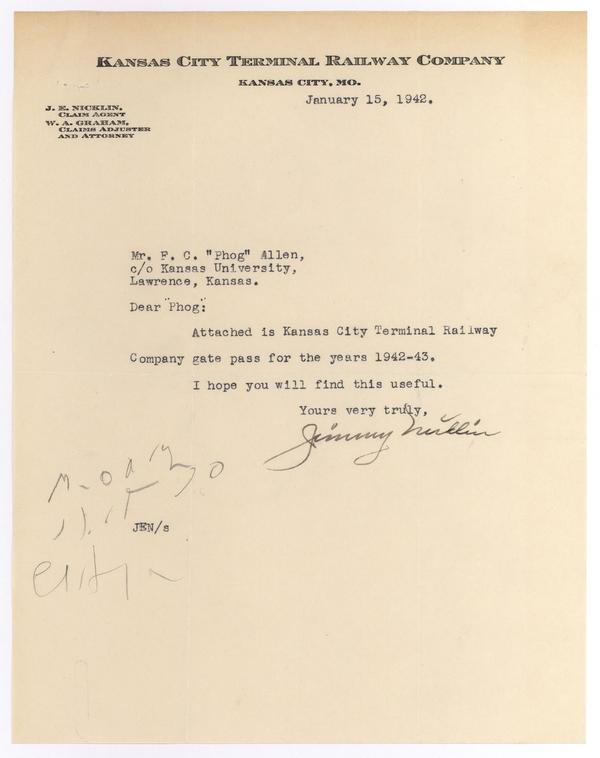 KANSAS CITY TERMINAL RAILWAY COMPANY
KANSAS CITY, MO.
January 15, 1942.
J. E. NICKLIN,
CLAIM AGENT
W. A. GRAHAM,
CLAIMS ADJUSTER
AND ATTORNEY
Mr. F. C. "Phog" Allen,
c/o Kansas University,
Lawrence, Kansas.
Dear "Phog:"
Attached is Kansas City Terminal Railway
Company gate pass for the years 1942-43.
I hope you will find this useful.
Yours very truly,
Jimmy Nicklin
JEN/s